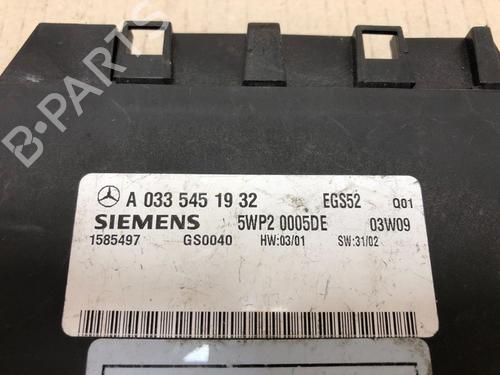 B-PARTS
A 033 545 19 32 EGS52 Q01
SIEMENS 5WP2 0005DE 03W09
1585497 GS0040 HW:03/01 SW:31/02